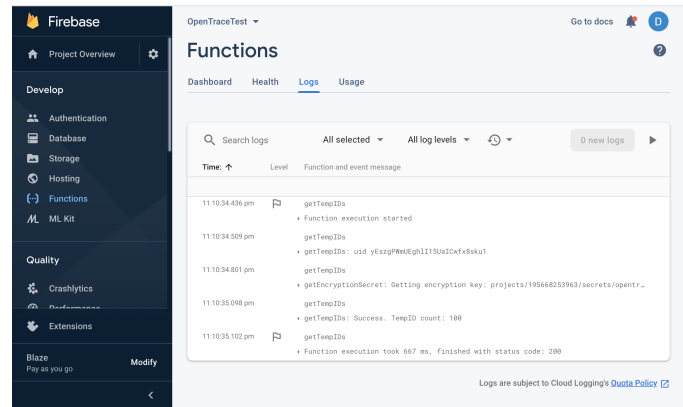 Firebase
Project Overview
Develop
Authentication
Database
Storage
Hosting
Functions
ML Kit
Quality
Crashlytics
Performance
Extensions
Blaze
Pay as you go
Modify
OpenTraceTest
Go to docs
D
Functions
Dashboard Health Logs Usage
Search logs All selected All log levels 0 new logs
Time: Level Function and event message
11:10:34.436 pm getTempIDs
Function execution started
11:10:34.509 pm getTempIDs
getTempIDs: uid yEszgPWmUEghlI15UaICwfx8sku1
11:10:34.801 pm getTempIDs
getEncryptionSecret: Getting encryption key: projects/195668253963/secrets/opentr…
11:10:35.098 pm getTempIDs
getTempIDs: Success. TempID count: 100
11:10:35.102 pm getTempIDs
Function execution took 667 ms, finished with status code: 200
Logs are subject to Cloud Logging's Quota Policy